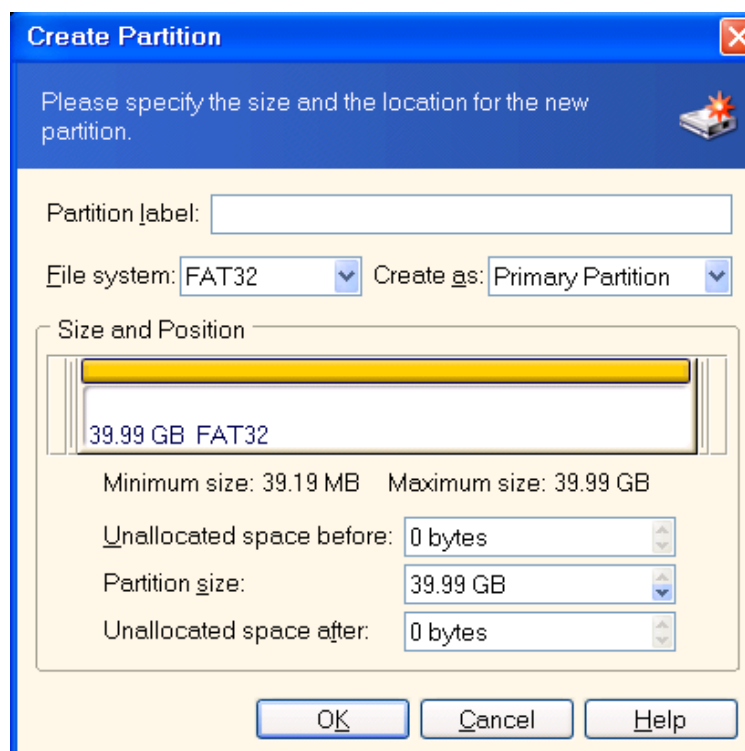 Create Partition
Please specify the size and the location for the new
partition.
Partition label:
File system: FAT32 Create as: Primary Partition
Size and Position
39.99 GB FAT32
Minimum size: 39.19 MB Maximum size: 39.99 GB
Unallocated space before: 0 bytes
Partition size: 39.99 GB
Unallocated space after: 0 bytes
OK Cancel Help